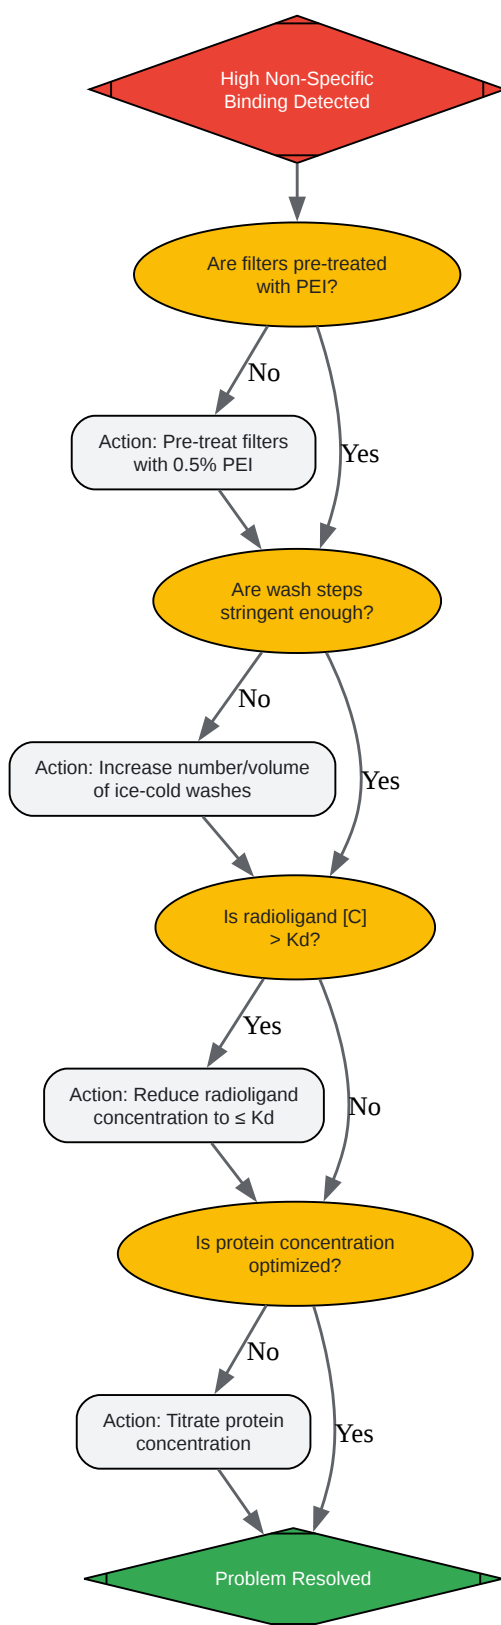 High Non-Specific
Binding Detected
Are filters pre-treated
with PEI?
No
Action: Pre-treat filters
with 0.5% PEI
Yes
Are wash steps
stringent enough?
No
Action: Increase number/volume
of ice-cold washes
Yes
Is radioligand [C]
> Kd?
Yes
Action: Reduce radioligand
concentration to ≤ Kd
No
Is protein concentration
optimized?
No
Action: Titrate protein
concentration
Yes
Problem Resolved